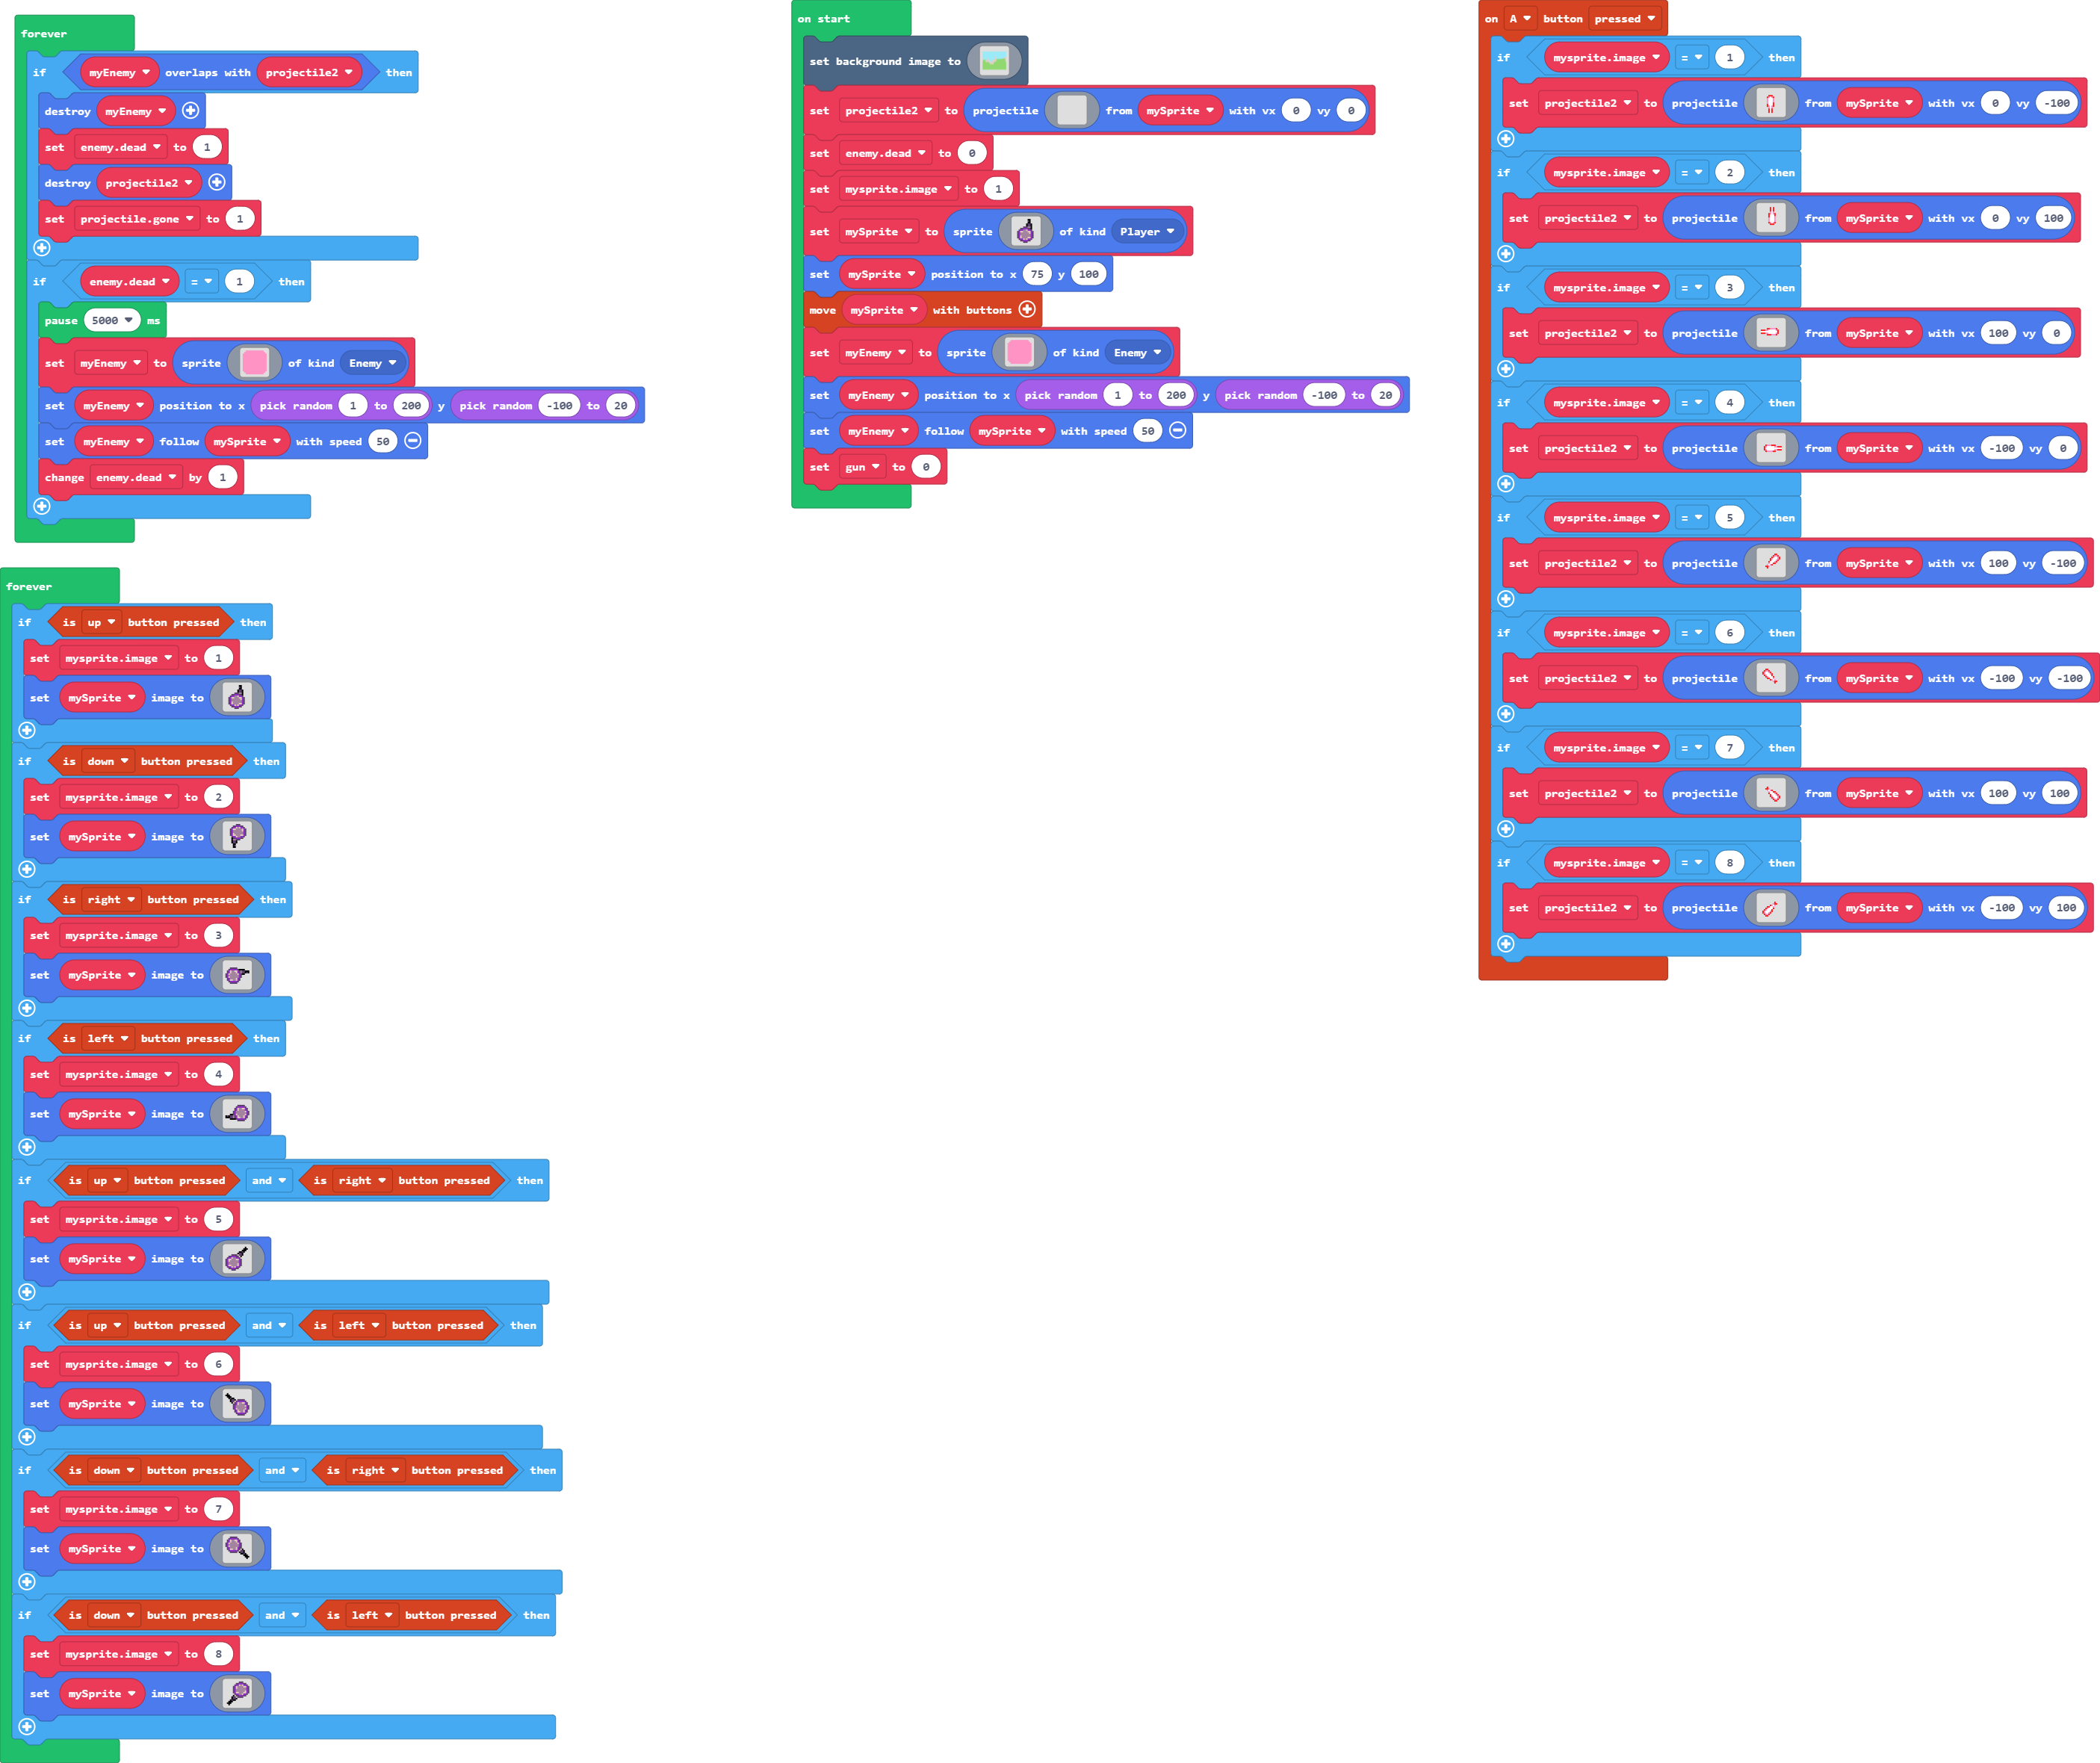 forever
if myEnemy overlaps with projectile2 then
destroy myEnemy
set enemy.dead to 1
destroy projectile2
set projectile.gone to 1
if enemy.dead = 1 then
pause 5000 ms
set myEnemy to sprite of kind Enemy
set myEnemy position to x pick random 1 to 200 y pick random -100 to 20
set myEnemy follow mySprite with speed 50
change enemy.dead by 1
forever
if is up button pressed then
set mysprite.image to 1
set mySprite image to
if is down button pressed then
set mysprite.image to 2
set mySprite image to
if is right button pressed then
set mysprite.image to 3
set mySprite image to
if is left button pressed then
set mysprite.image to 4
set mySprite image to
if is up button pressed and is right button pressed then
set mysprite.image to 5
set mySprite image to
if is up button pressed and is left button pressed then
set mysprite.image to 6
set mySprite image to
if is down button pressed and is right button pressed then
set mysprite.image to 7
set mySprite image to
if is down button pressed and is left button pressed then
set mysprite.image to 8
set mySprite image to
on start
set background image to
set projectile2 to projectile from mySprite with vx 0 vy 0
set enemy.dead to 0
set mysprite.image to 1
set mySprite to sprite of kind Player
set mySprite position to x 75 y 100
move mySprite with buttons
set myEnemy to sprite of kind Enemy
set myEnemy position to x pick random 1 to 200 y pick random -100 to 20
set myEnemy follow mySprite with speed 50
set gun to 0
on A button pressed
if mysprite.image = 1 then
set projectile2 to projectile from mySprite with vx 0 vy -100
if mysprite.image = 2 then
set projectile2 to projectile from mySprite with vx 0 vy 100
if mysprite.image = 3 then
set projectile2 to projectile from mySprite with vx 100 vy 0
if mysprite.image = 4 then
set projectile2 to projectile from mySprite with vx -100 vy 0
if mysprite.image = 5 then
set projectile2 to projectile from mySprite with vx 100 vy -100
if mysprite.image = 6 then
set projectile2 to projectile from mySprite with vx -100 vy -100
if mysprite.image = 7 then
set projectile2 to projectile from mySprite with vx 100 vy 100
if mysprite.image = 8 then
set projectile2 to projectile from mySprite with vx -100 vy 100